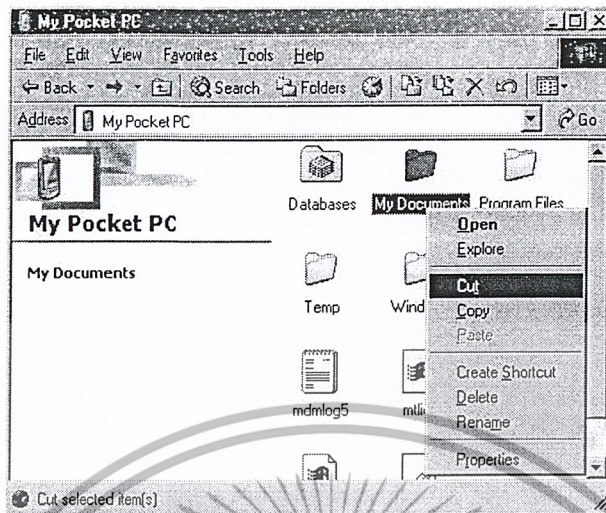 My Pocket PC
File Edit View Favorites Tools Help
Back Search Folders
Address My Pocket PC Go
My Pocket PC
My Documents
Databases My Documents Program Files
Temp
mdmlog5
Open
Explore
Cut
Copy
Paste
Create Shortcut
Delete
Rename
Properties
Cut selected item(s)